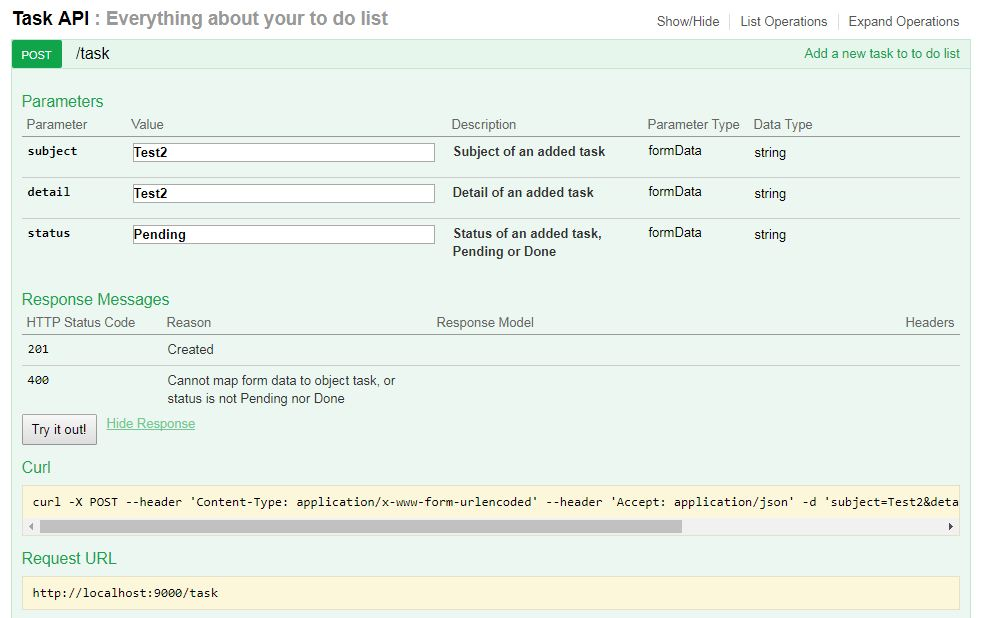 Task API : Everything about your to do list
Show/Hide List Operations Expand Operations
POST /task Add a new task to to do list
Parameters
Parameter Value Description Parameter Type Data Type
subject Test2 Subject of an added task formData string
detail Test2 Detail of an added task formData string
status Pending Status of an added task, formData string
Pending or Done
Response Messages
HTTP Status Code Reason Response Model Headers
201 Created
400 Cannot map form data to object task, or
status is not Pending nor Done
Try it out! Hide Response
Curl
curl -X POST --header 'Content-Type: application/x-www-form-urlencoded' --header 'Accept: application/json' -d 'subject=Test2&deta
Request URL
http://localhost:9000/task